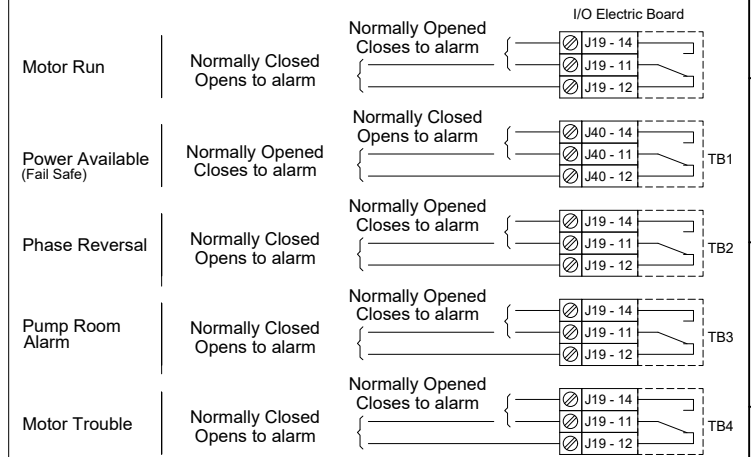 I/O Electric Board
Normally Opened
Closes to alarm
Motor Run
Normally Closed
Opens to alarm
J19 - 14
J19 - 11
J19 - 12
Normally Closed
Opens to alarm
Power Available
(Fail Safe)
Normally Opened
Closes to alarm
J40 - 14
J40 - 11
J40 - 12
TB1
Normally Opened
Closes to alarm
Phase Reversal
Normally Closed
Opens to alarm
J19 - 14
J19 - 11
J19 - 12
TB2
Normally Opened
Closes to alarm
Pump Room
Alarm
Normally Closed
Opens to alarm
J19 - 14
J19 - 11
J19 - 12
TB3
Normally Opened
Closes to alarm
Motor Trouble
Normally Closed
Opens to alarm
J19 - 14
J19 - 11
J19 - 12
TB4